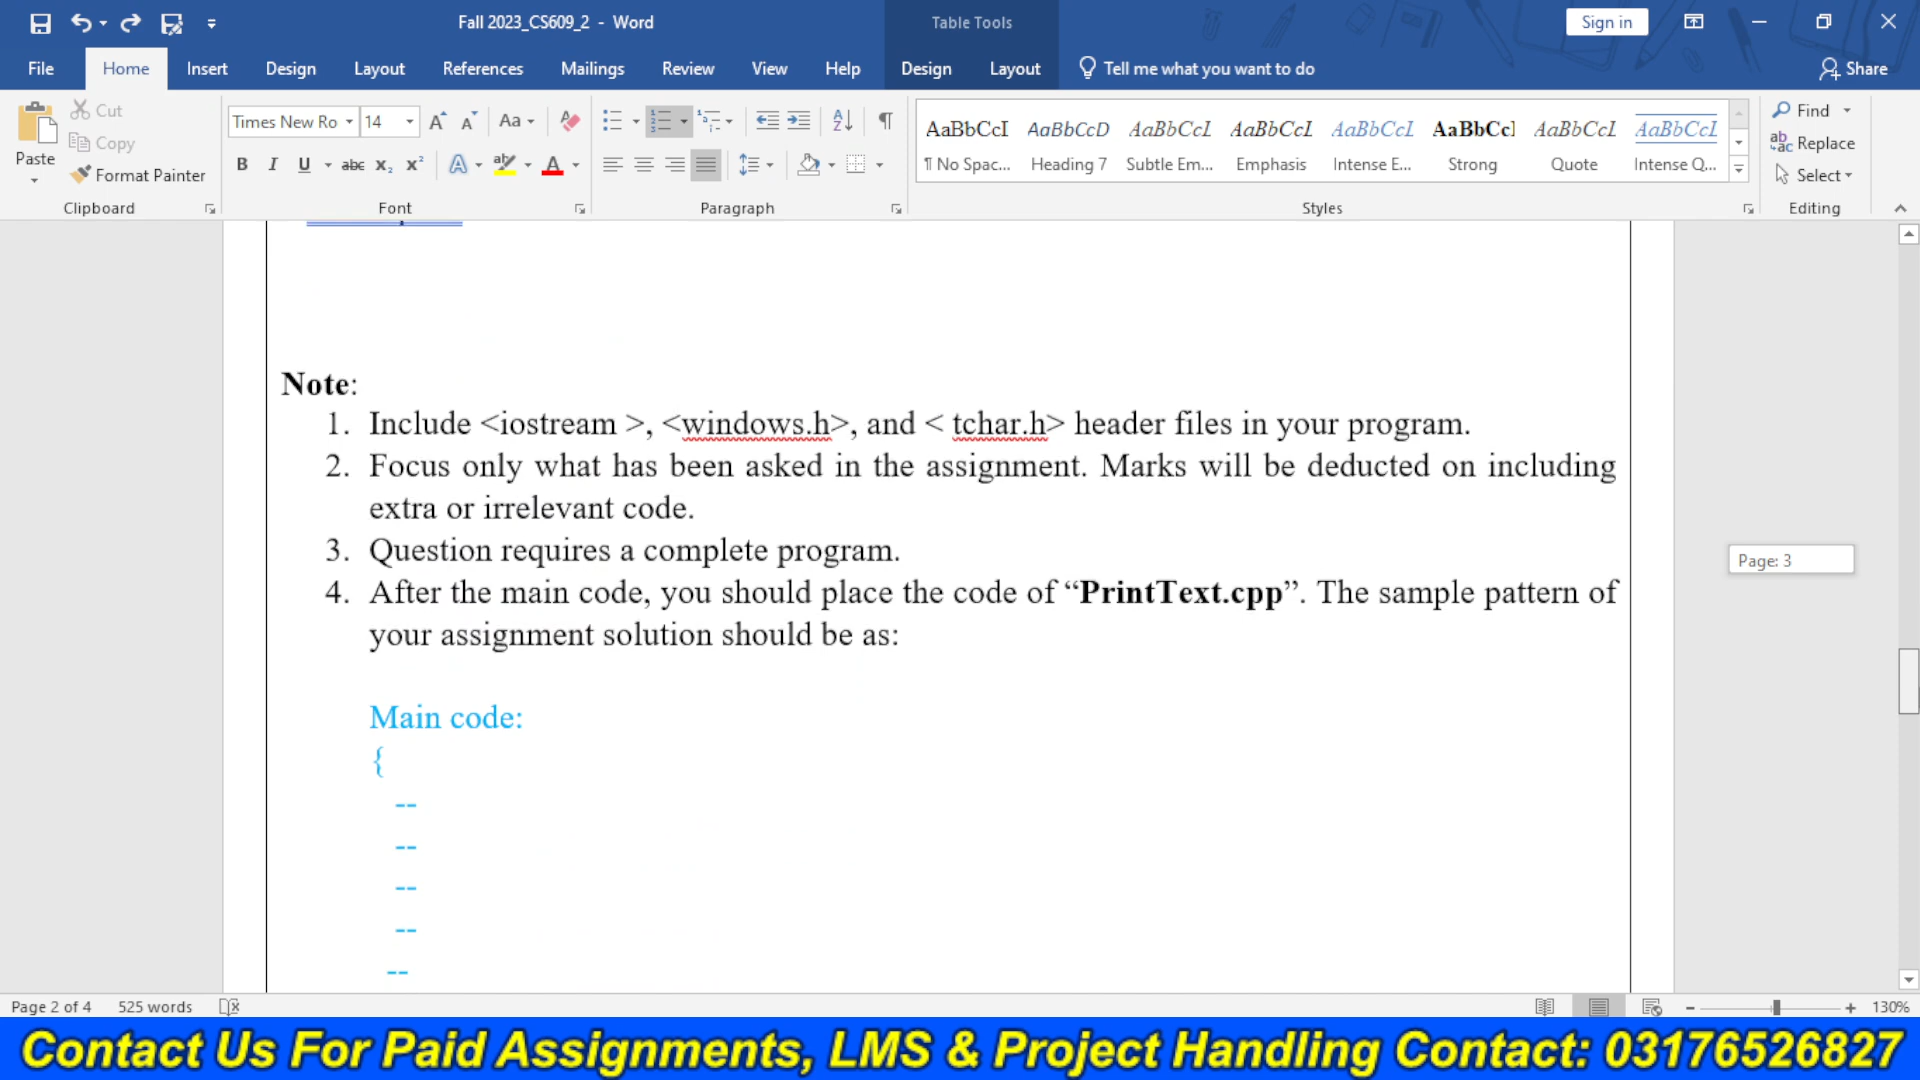 Fall 2023_CS609_2 - Word
Table Tools
Sign in
File Home Insert Design Layout References Mailings Review View Help Design Layout Tell me what you want to do Share
Paste
Cut
Copy
Format Painter
Clipboard
Times New Ro 14
Font
Paragraph
AaBbCcI AaBbCcD AaBbCcL AaBbCcL AaBbCcL AaBbCcI AaBbCcL AaBbCcL
¶ No Spac... Heading 7 Subtle Em... Emphasis Intense E... Strong Quote Intense Q...
Styles
Find
Replace
Select
Editing
Note:
1. Include <iostream >, <windows.h>, and < tchar.h> header files in your program.
2. Focus only what has been asked in the assignment. Marks will be deducted on including
extra or irrelevant code.
3. Question requires a complete program.
4. After the main code, you should place the code of “PrintText.cpp”. The sample pattern of
your assignment solution should be as:
Main code:
{
--
--
--
--
--
Page: 3
Page 2 of 4 525 words
130%
Contact Us For Paid Assignments, LMS & Project Handling Contact: 03176526827